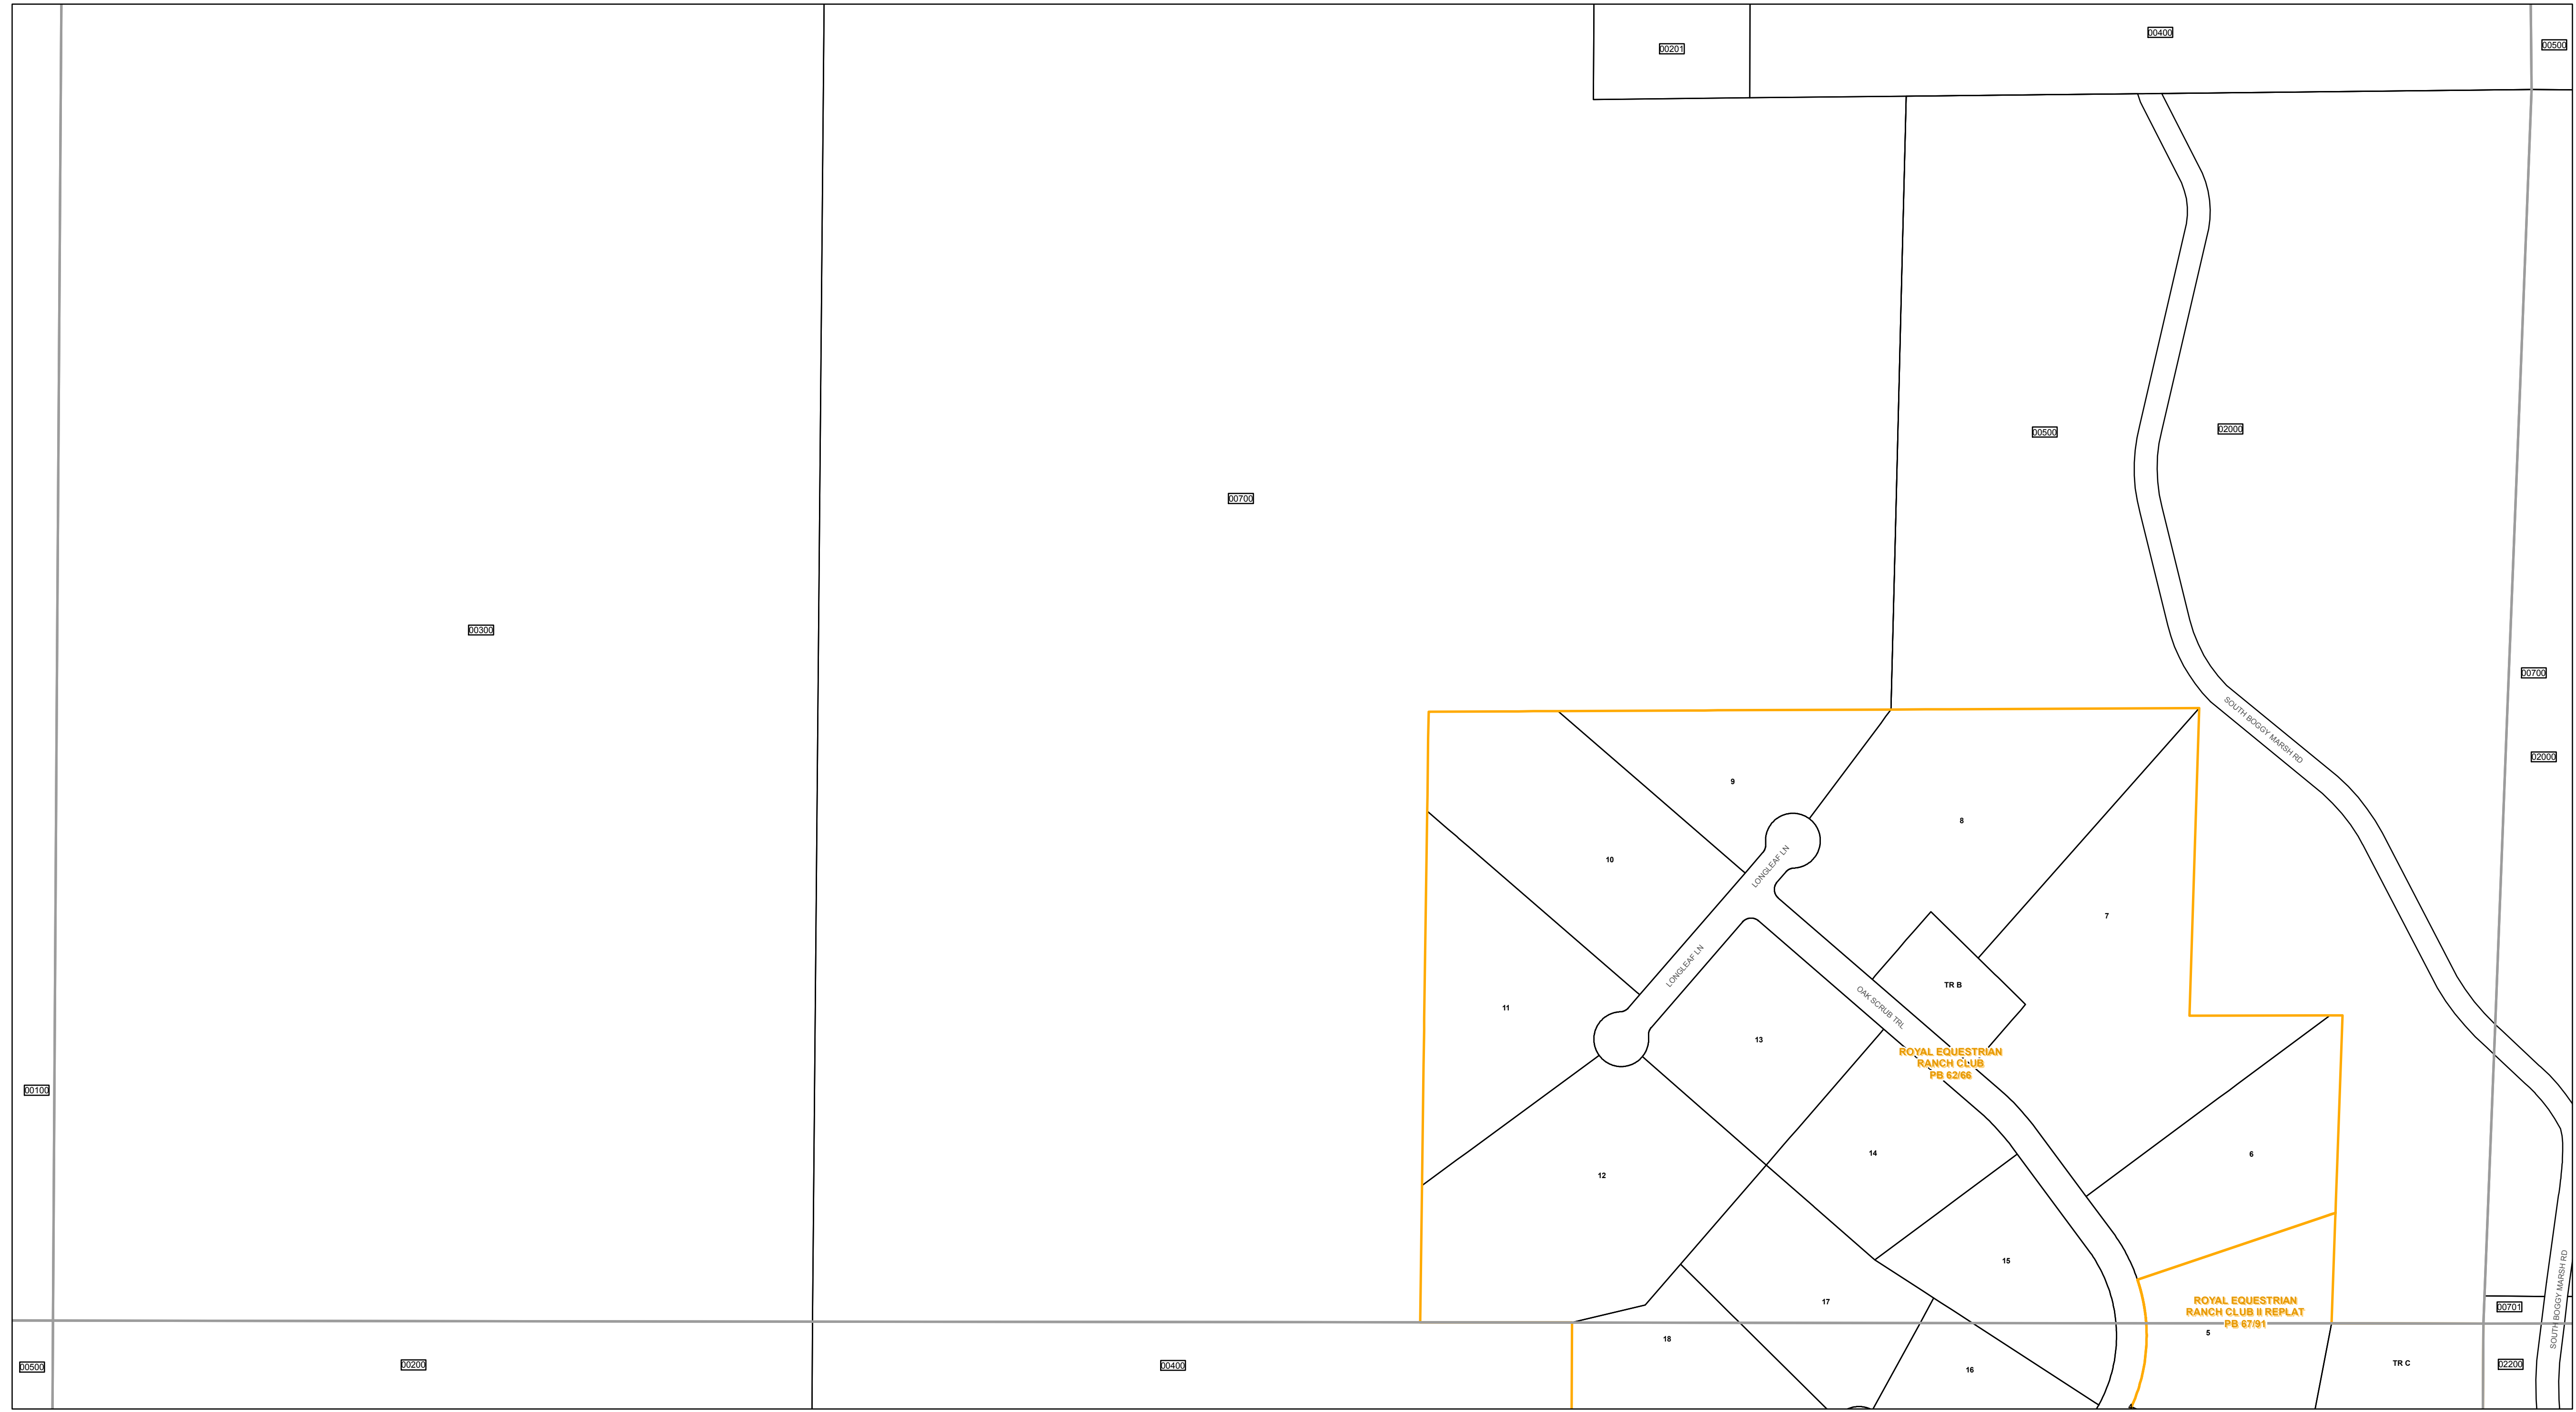 00400
00500
00201
02000
00500
00700
00300
00700
SOUTH BOGGY MARSH RD
02000
9
8
10
LONGLEAF LN
7
LONGLEAF LN
TR B
OAK SCRUB TRL
11
13
ROYAL EQUESTRIAN
RANCH CLUB
PB 62/66
00100
14
6
12
15
SOUTH BOGGY MARSH RD
17
ROYAL EQUESTRIAN
RANCH CLUB II REPLAT
PB 67/91
00701
5
18
00500
00200
00400
16
TR C
02200